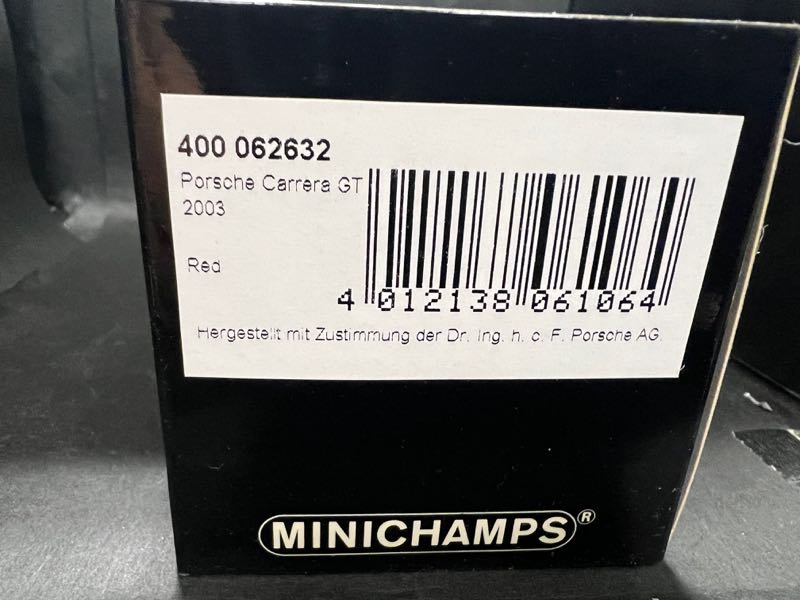 400 062632
Porsche Carrera GT
2003
Red
4 012138 061064
Hergestellt mit Zustimmung der Dr. Ing. h. c. F. Porsche AG.
MINICHAMPS®